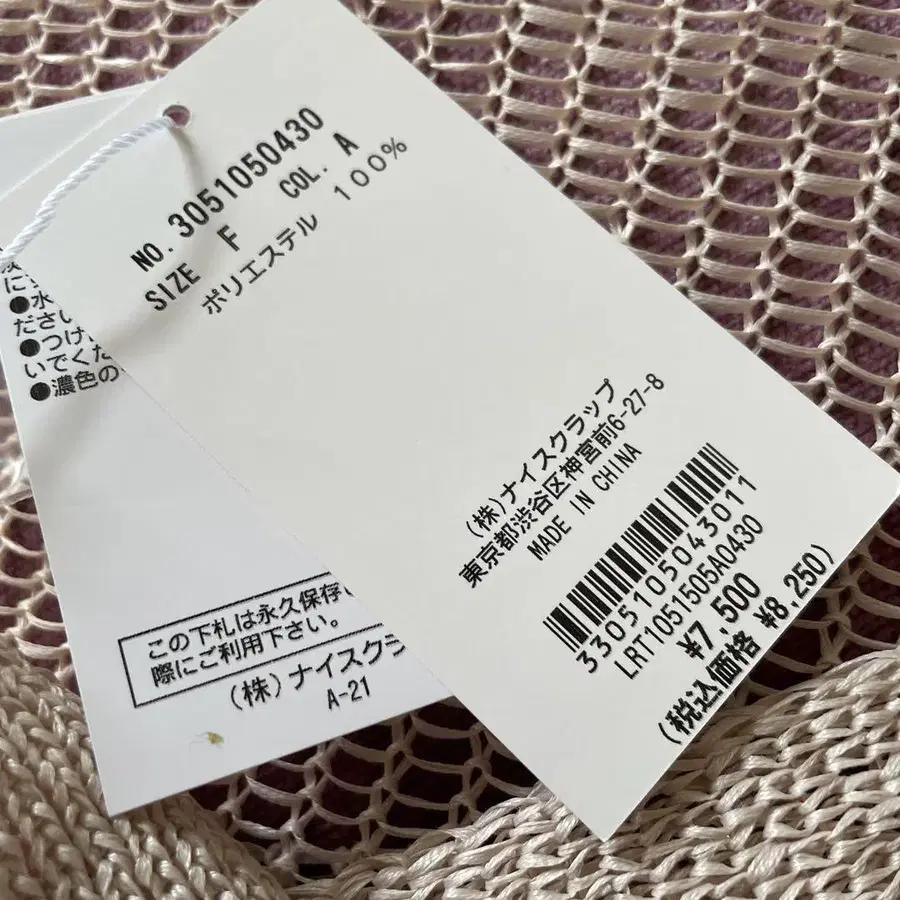 NO. 3051050430
SIZE F COL. A
ポリエステル 100%
(株)ナイスクラップ
東京都渋谷区神宮前6-27-8
MADE IN CHINA
3305105043011
LRT1051505A0430
¥7,500
(税込価格 ¥8,250)
に
●水
ださい
●つけ
いでくだ
●濃色の
この下札は永久保存
際にご利用下さい。
(株)ナイスクラ
A-21